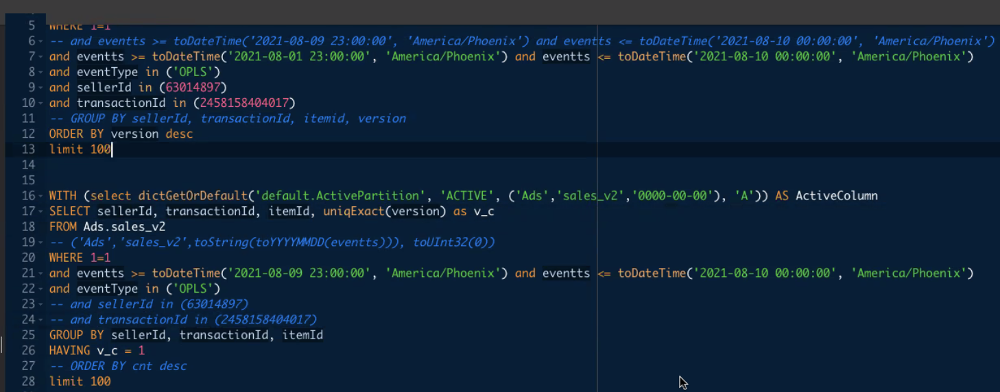 5 WHERE 1=1
6 -- and eventts >= toDateTime('2021-08-09 23:00:00', 'America/Phoenix') and eventts <= toDateTime('2021-08-10 00:00:00', 'America/Phoenix')
7 and eventts >= toDateTime('2021-08-01 23:00:00', 'America/Phoenix') and eventts <= toDateTime('2021-08-10 00:00:00', 'America/Phoenix')
8 and eventType in ('OPLS')
9 and sellerId in (63014897)
10 and transactionId in (2458158404017)
11 -- GROUP BY sellerId, transactionId, itemid, version
12 ORDER BY version desc
13 limit 100
14
15
16 WITH (select dictGetOrDefault('default.ActivePartition', 'ACTIVE', ('Ads','sales_v2','0000-00-00'), 'A')) AS ActiveColumn
17 SELECT sellerId, transactionId, itemId, uniqExact(version) as v_c
18 FROM Ads.sales_v2
19 -- ('Ads','sales_v2',toString(toYYYYMMDD(eventts))), toUInt32(0))
20 WHERE 1=1
21 and eventts >= toDateTime('2021-08-09 23:00:00', 'America/Phoenix') and eventts <= toDateTime('2021-08-10 00:00:00', 'America/Phoenix')
22 and eventType in ('OPLS')
23 -- and sellerId in (63014897)
24 -- and transactionId in (2458158404017)
25 GROUP BY sellerId, transactionId, itemId
26 HAVING v_c = 1
27 -- ORDER BY cnt desc
28 limit 100